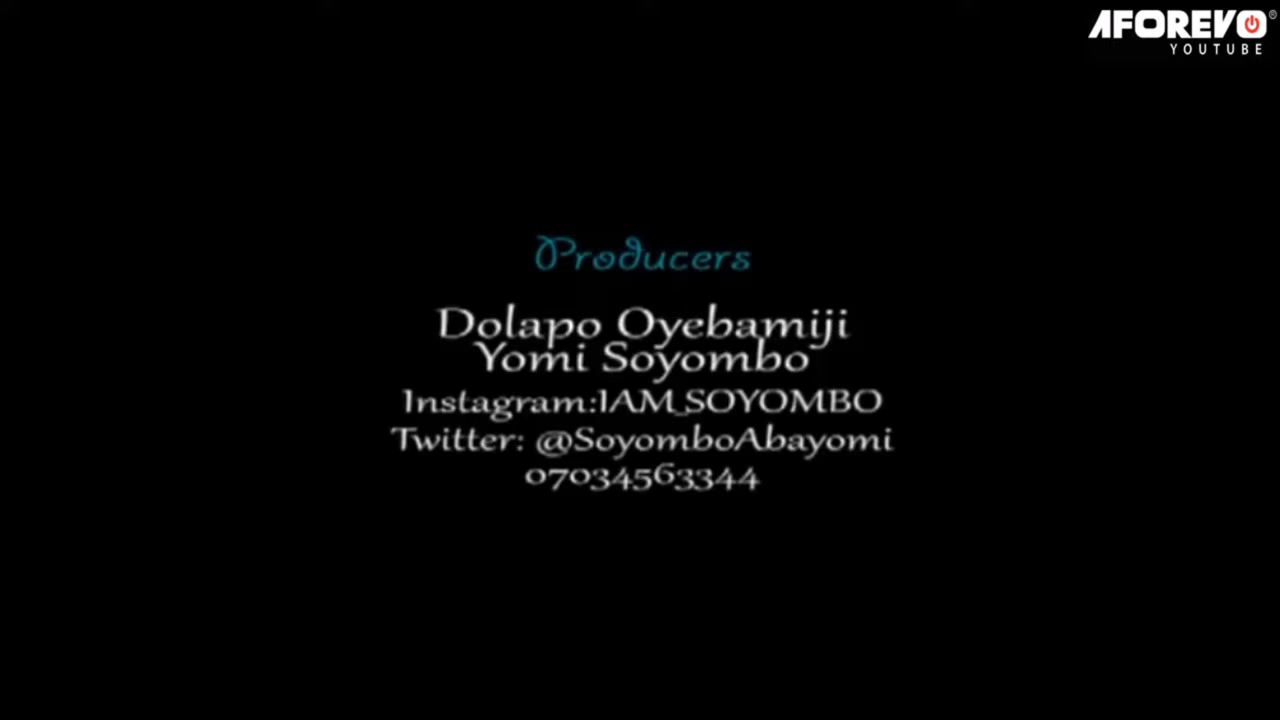 AFOREVO
YOUTUBE
Producers
Dolapo Oyebamiji
Yomi Soyombo
Instagram:IAM_SOYOMBO
Twitter: @SoyomboAbayomi
07034563344